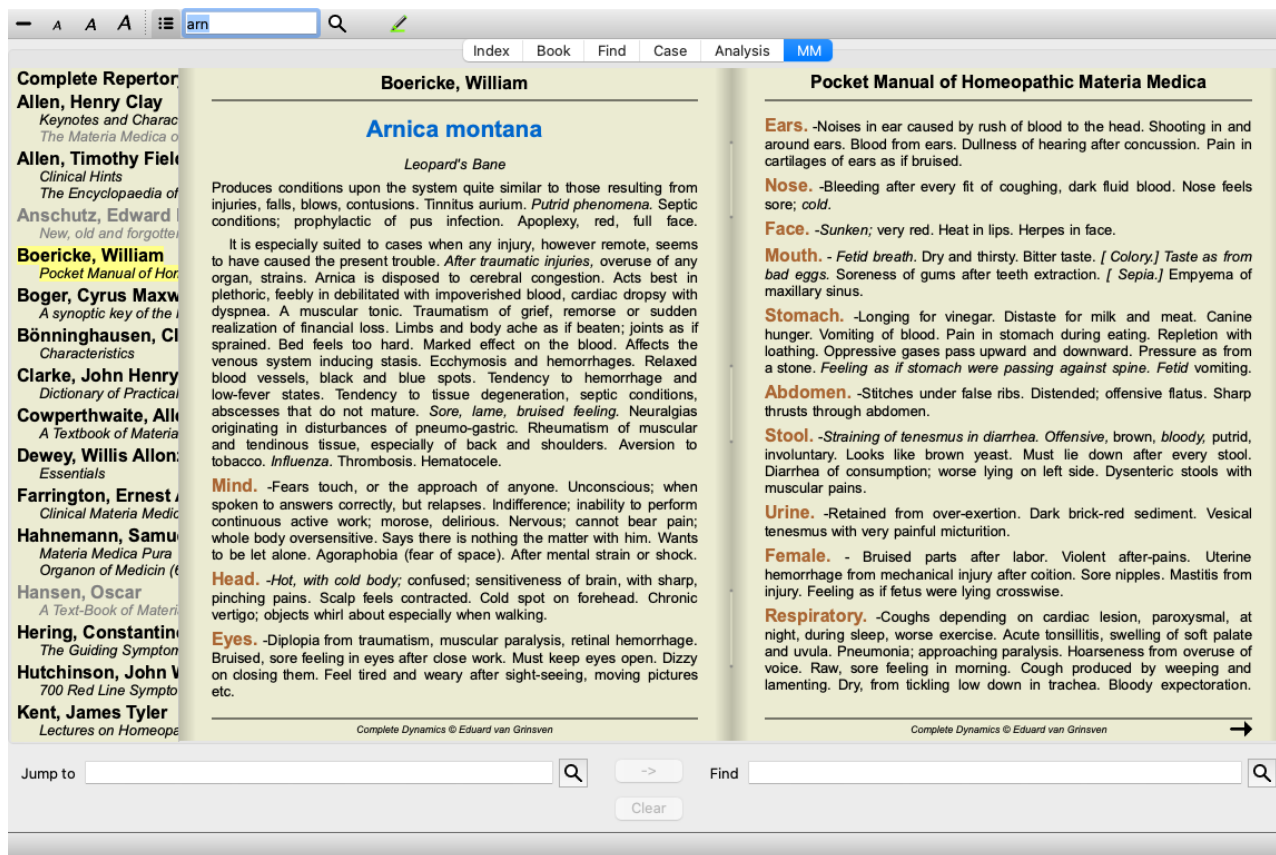 A A A arn
Index Book Find Case Analysis MM
Complete Repertor
Allen, Henry Clay
Keynotes and Charac
The Materia Medica o
Allen, Timothy Field
Clinical Hints
The Encyclopaedia of
Anschutz, Edward
New, old and forgotte
Boericke, William
Pocket Manual of Hom
Boger, Cyrus Maxw
A synoptic key of the
Bönninghausen, Cl
Characteristics
Clarke, John Henry
Dictionary of Practical
Cowperthwaite, Alle
A Textbook of Materia
Dewey, Willis Allonz
Essentials
Farrington, Ernest A
Clinical Materia Medic
Hahnemann, Samu
Materia Medica Pura
Organon of Medicin (6
Hansen, Oscar
A Text-Book of Materi
Hering, Constantine
The Guiding Symptom
Hutchinson, John W
700 Red Line Sympto
Kent, James Tyler
Lectures on Homeopa
Boericke, William
Arnica montana
Leopard's Bane
Produces conditions upon the system quite similar to those resulting from
injuries, falls, blows, contusions. Tinnitus aurium. Putrid phenomena. Septic
conditions; prophylactic of pus infection. Apoplexy, red, full face.
It is especially suited to cases when any injury, however remote, seems
to have caused the present trouble. After traumatic injuries, overuse of any
organ, strains. Arnica is disposed to cerebral congestion. Acts best in
plethoric, feebly in debilitated with impoverished blood, cardiac dropsy with
dyspnea. A muscular tonic. Traumatism of grief, remorse or sudden
realization of financial loss. Limbs and body ache as if beaten; joints as if
sprained. Bed feels too hard. Marked effect on the blood. Affects the
venous system inducing stasis. Ecchymosis and hemorrhages. Relaxed
blood vessels, black and blue spots. Tendency to hemorrhage and
low-fever states. Tendency to tissue degeneration, septic conditions,
abscesses that do not mature. Sore, lame, bruised feeling. Neuralgias
originating in disturbances of pneumo-gastric. Rheumatism of muscular
and tendinous tissue, especially of back and shoulders. Aversion to
tobacco. Influenza. Thrombosis. Hematocele.
Mind. -Fears touch, or the approach of anyone. Unconscious; when
spoken to answers correctly, but relapses. Indifference; inability to perform
continuous active work; morose, delirious. Nervous; cannot bear pain;
whole body oversensitive. Says there is nothing the matter with him. Wants
to be let alone. Agoraphobia (fear of space). After mental strain or shock.
Head. -Hot, with cold body; confused; sensitiveness of brain, with sharp,
pinching pains. Scalp feels contracted. Cold spot on forehead. Chronic
vertigo; objects whirl about especially when walking.
Eyes. -Diplopia from traumatism, muscular paralysis, retinal hemorrhage.
Bruised, sore feeling in eyes after close work. Must keep eyes open. Dizzy
on closing them. Feel tired and weary after sight-seeing, moving pictures
etc.
Complete Dynamics © Eduard van Grinsven
Pocket Manual of Homeopathic Materia Medica
Ears. -Noises in ear caused by rush of blood to the head. Shooting in and
around ears. Blood from ears. Dullness of hearing after concussion. Pain in
cartilages of ears as if bruised.
Nose. -Bleeding after every fit of coughing, dark fluid blood. Nose feels
sore; cold.
Face. -Sunken; very red. Heat in lips. Herpes in face.
Mouth. - Fetid breath. Dry and thirsty. Bitter taste. [ Colory.] Taste as from
bad eggs. Soreness of gums after teeth extraction. [ Sepia.] Empyema of
maxillary sinus.
Stomach. -Longing for vinegar. Distaste for milk and meat. Canine
hunger. Vomiting of blood. Pain in stomach during eating. Repletion with
loathing. Oppressive gases pass upward and downward. Pressure as from
a stone. Feeling as if stomach were passing against spine. Fetid vomiting.
Abdomen. -Stitches under false ribs. Distended; offensive flatus. Sharp
thrusts through abdomen.
Stool. -Straining of tenesmus in diarrhea. Offensive, brown, bloody, putrid,
involuntary. Looks like brown yeast. Must lie down after every stool.
Diarrhea of consumption; worse lying on left side. Dysenteric stools with
muscular pains.
Urine. -Retained from over-exertion. Dark brick-red sediment. Vesical
tenesmus with very painful micturition.
Female. - Bruised parts after labor. Violent after-pains. Uterine
hemorrhage from mechanical injury after coition. Sore nipples. Mastitis from
injury. Feeling as if fetus were lying crosswise.
Respiratory. -Coughs depending on cardiac lesion, paroxysmal, at
night, during sleep, worse exercise. Acute tonsillitis, swelling of soft palate
and uvula. Pneumonia; approaching paralysis. Hoarseness from overuse of
voice. Raw, sore feeling in morning. Cough produced by weeping and
lamenting. Dry, from tickling low down in trachea. Bloody expectoration.
Complete Dynamics © Eduard van Grinsven
Jump to -> Find
Clear